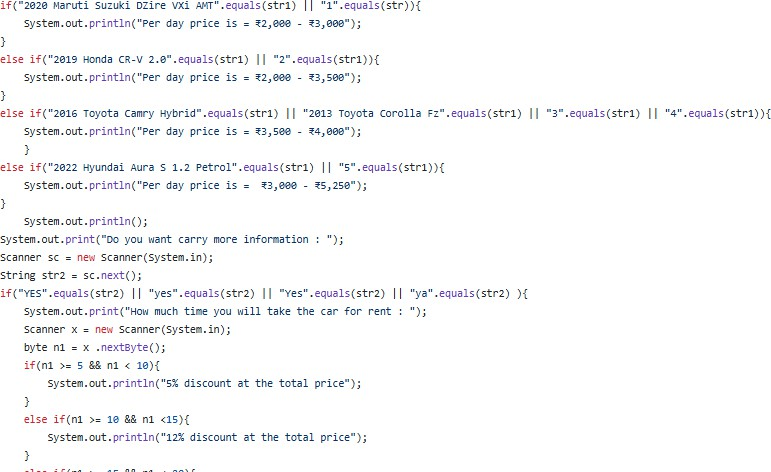 if("2020 Maruti Suzuki DZire VXi AMT".equals(str1) || "1".equals(str)){
    System.out.println("Per day price is = ₹2,000 - ₹3,000");
}
else if("2019 Honda CR-V 2.0".equals(str1) || "2".equals(str1)){
    System.out.println("Per day price is = ₹2,000 - ₹3,500");
}
else if("2016 Toyota Camry Hybrid".equals(str1) || "2013 Toyota Corolla Fz".equals(str1) || "3".equals(str1) || "4".equals(str1)){
    System.out.println("Per day price is = ₹3,500 - ₹4,000");
    }
else if("2022 Hyundai Aura S 1.2 Petrol".equals(str1) || "5".equals(str1)){
    System.out.println("Per day price is =  ₹3,000 - ₹5,250");
}
    System.out.println();
System.out.print("Do you want carry more information : ");
Scanner sc = new Scanner(System.in);
String str2 = sc.next();
if("YES".equals(str2) || "yes".equals(str2) || "Yes".equals(str2) || "ya".equals(str2) ){
    System.out.print("How much time you will take the car for rent : ");
    Scanner x = new Scanner(System.in);
    byte n1 = x .nextByte();
    if(n1 >= 5 && n1 < 10){
        System.out.println("5% discount at the total price");
    }
    else if(n1 >= 10 && n1 <15){
        System.out.println("12% discount at the total price");
    }